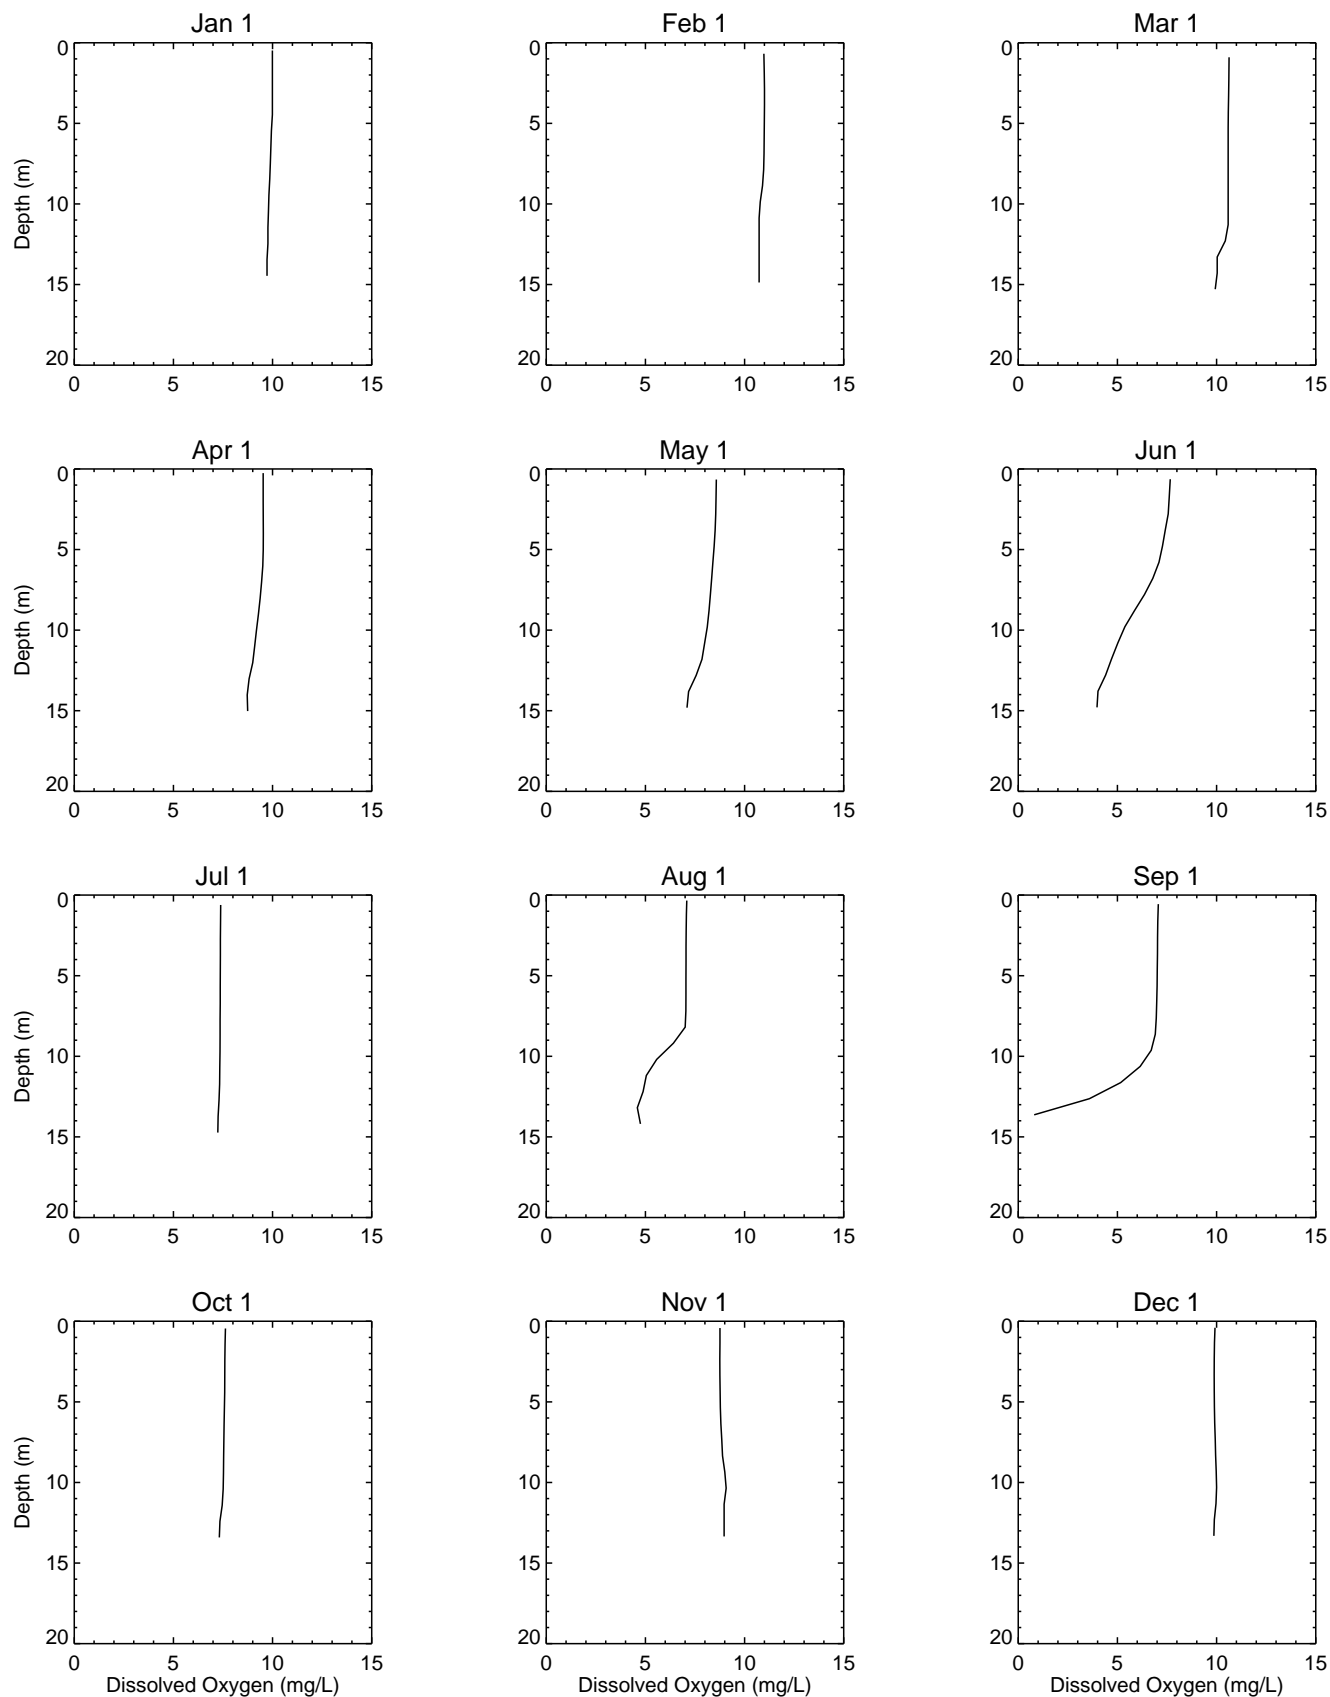 Jan 1 Feb 1 Mar 1
0 0 0
5 5 5
10 10 10
15 15 15
20 20 20
Depth (m)
0 5 10 15 0 5 10 15 0 5 10 15
Apr 1 May 1 Jun 1
0 0 0
5 5 5
10 10 10
15 15 15
20 20 20
Depth (m)
0 5 10 15 0 5 10 15 0 5 10 15
Jul 1 Aug 1 Sep 1
0 0 0
5 5 5
10 10 10
15 15 15
20 20 20
Depth (m)
0 5 10 15 0 5 10 15 0 5 10 15
Oct 1 Nov 1 Dec 1
0 0 0
5 5 5
10 10 10
15 15 15
20 20 20
Depth (m)
0 5 10 15 0 5 10 15 0 5 10 15
Dissolved Oxygen (mg/L) Dissolved Oxygen (mg/L) Dissolved Oxygen (mg/L)